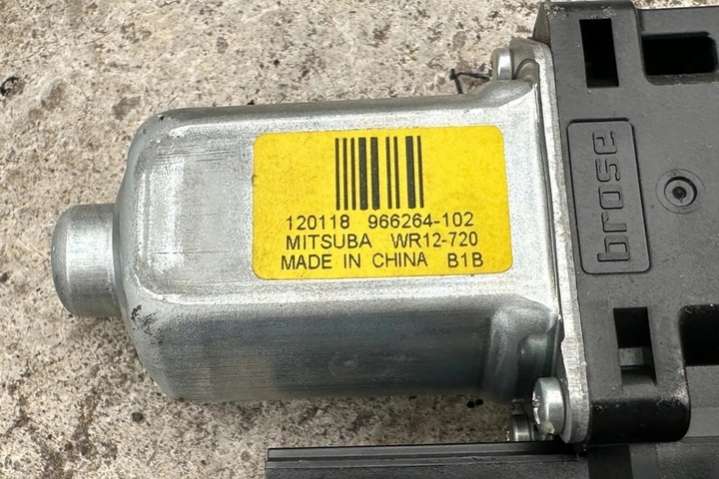 120118 966264-102
MITSUBA WR12-720
MADE IN CHINA B1B
brose